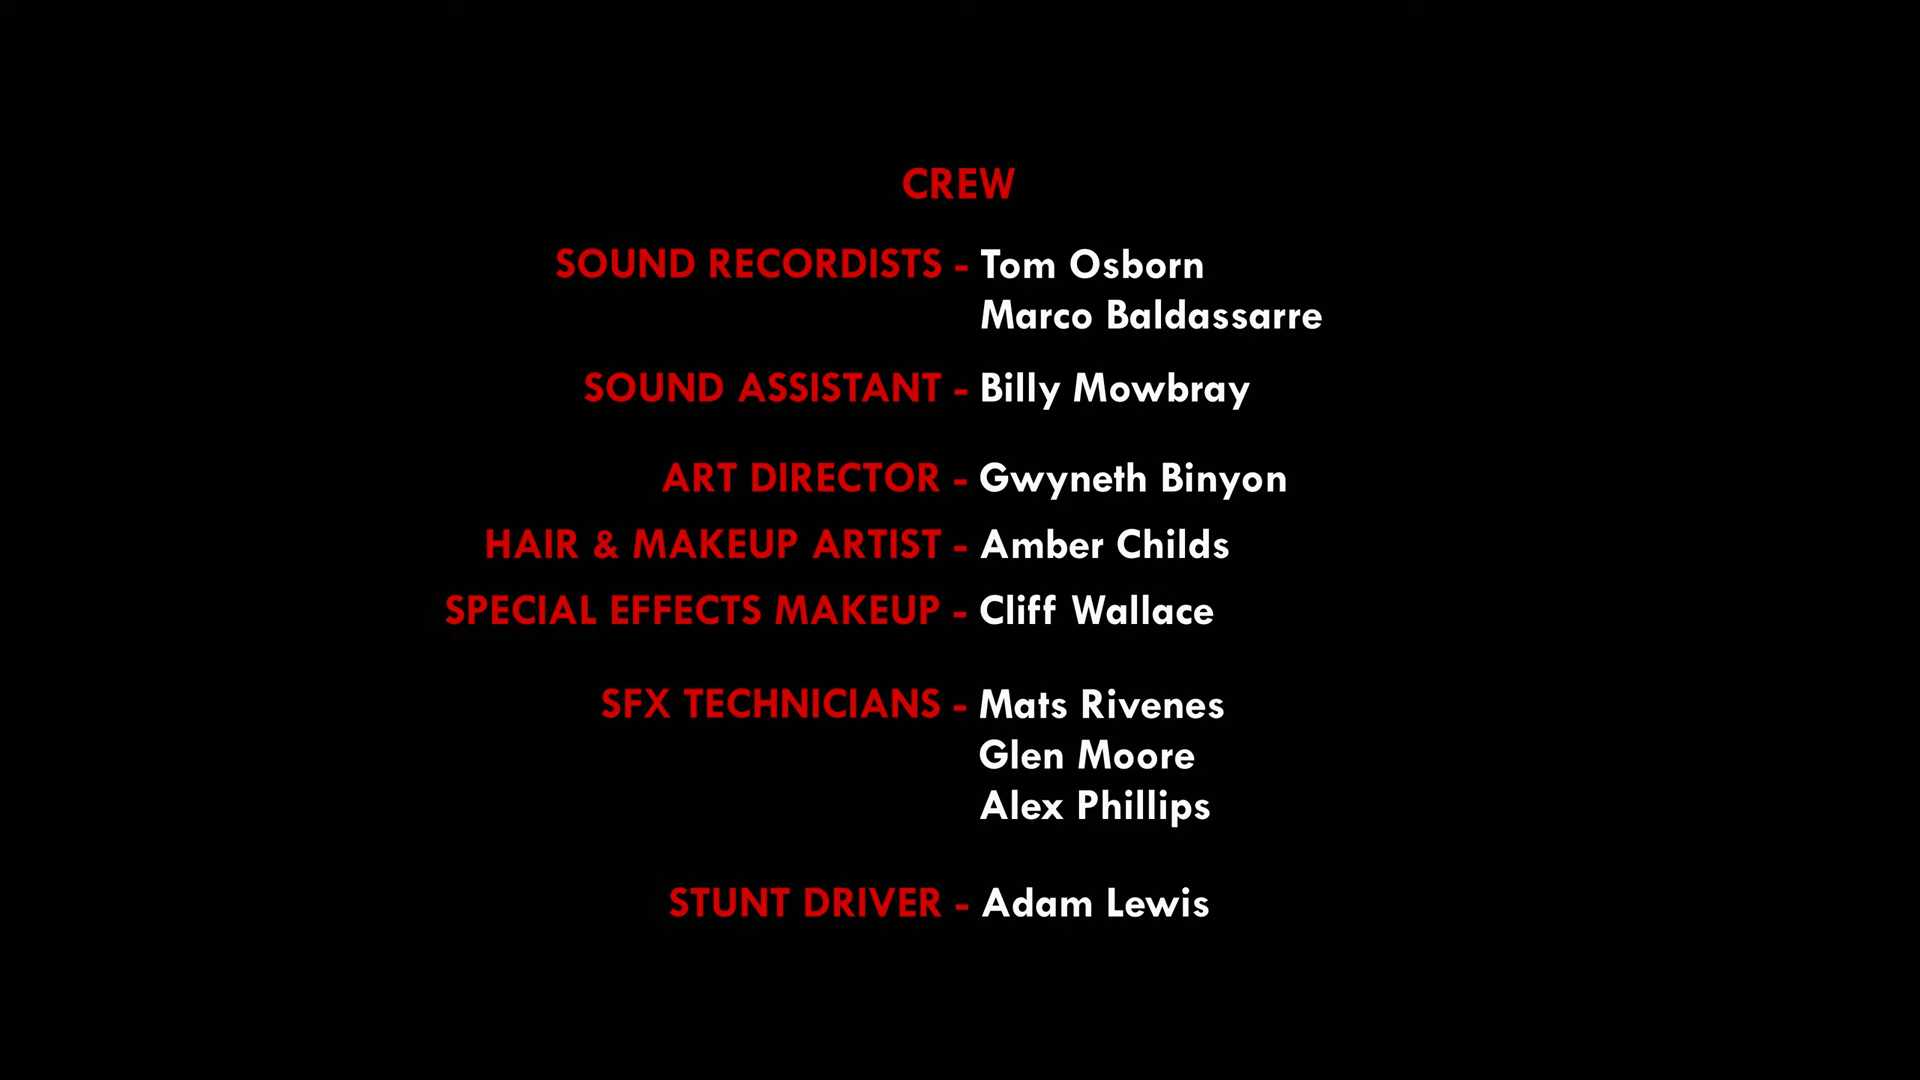 CREW
SOUND RECORDISTS - Tom Osborn
Marco Baldassarre
SOUND ASSISTANT - Billy Mowbray
ART DIRECTOR - Gwyneth Binyon
HAIR & MAKEUP ARTIST - Amber Childs
SPECIAL EFFECTS MAKEUP - Cliff Wallace
SFX TECHNICIANS - Mats Rivenes
Glen Moore
Alex Phillips
STUNT DRIVER - Adam Lewis